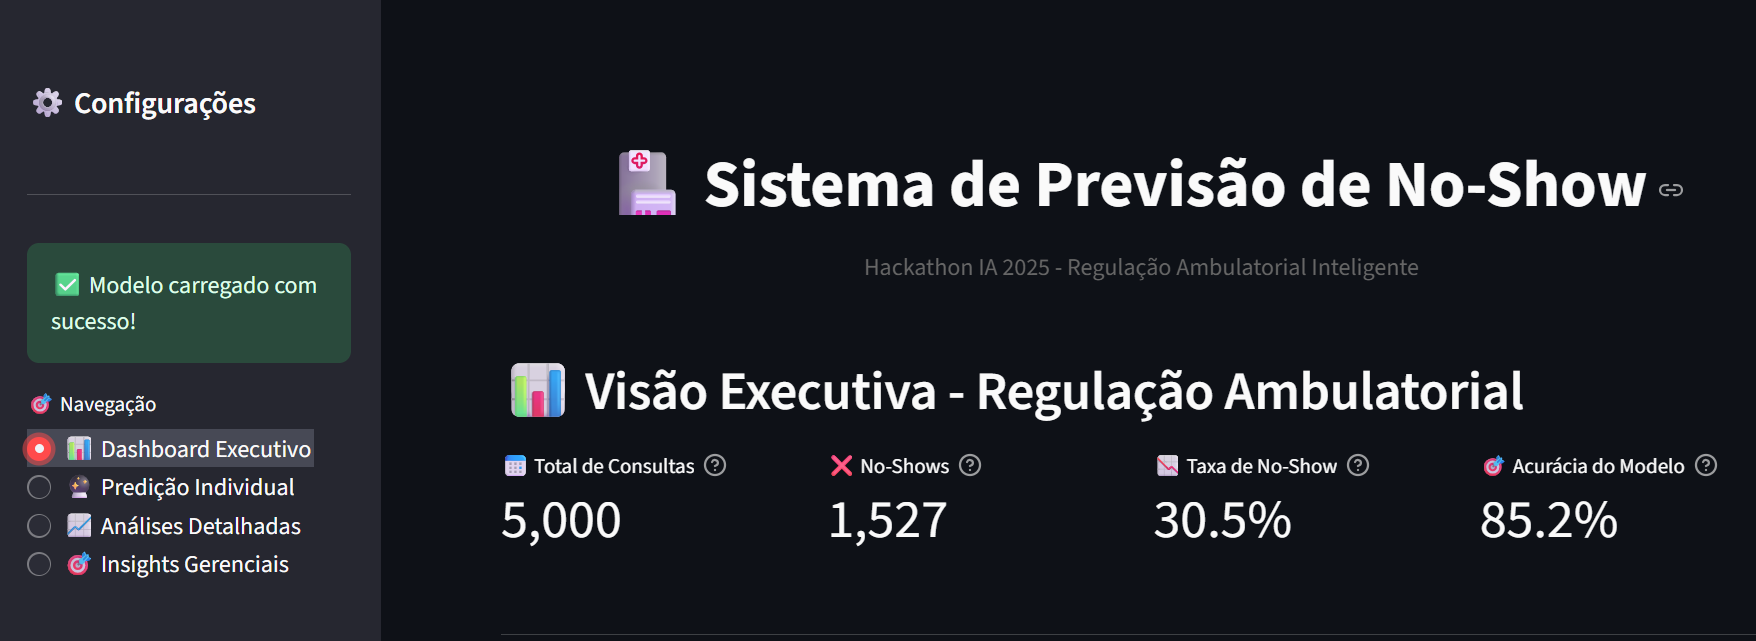 Configurações
Modelo carregado com
sucesso!
Navegação
Dashboard Executivo
Predição Individual
Análises Detalhadas
Insights Gerenciais
Sistema de Previsão de No-Show
Hackathon IA 2025 - Regulação Ambulatorial Inteligente
Visão Executiva - Regulação Ambulatorial
Total de Consultas
5,000
No-Shows
1,527
Taxa de No-Show
30.5%
Acurácia do Modelo
85.2%